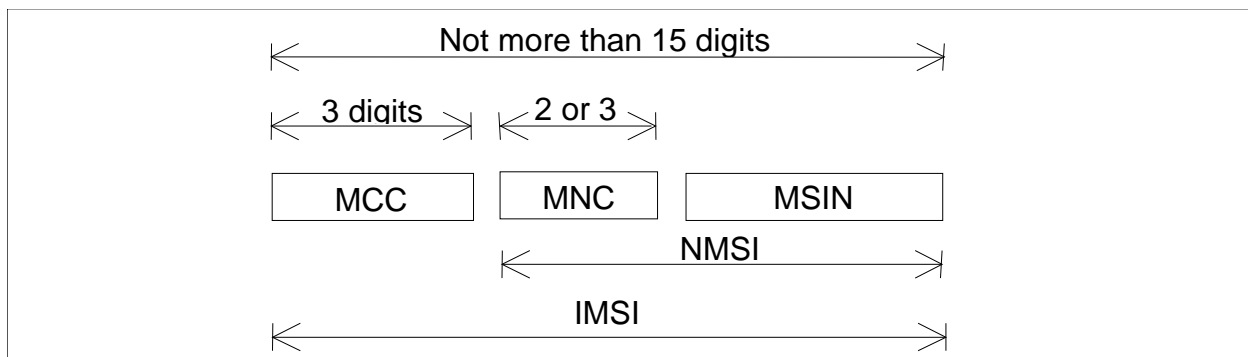 Not more than 15 digits
3 digits
2 or 3
MCC
MNC
MSIN
NMSI
IMSI